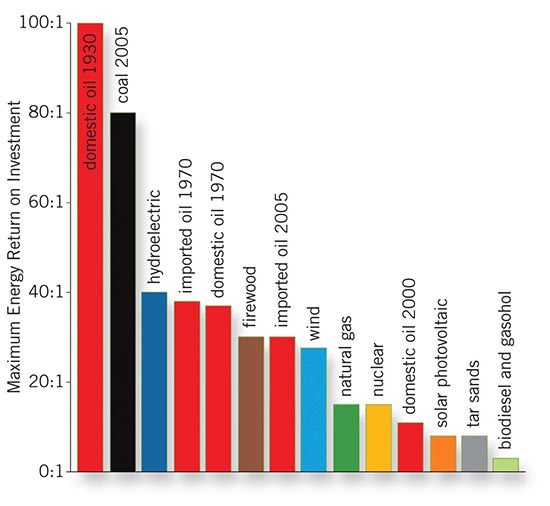 Maximum Energy Return on Investment
100:1
80:1
60:1
40:1
20:1
0:1
domestic oil 1930
coal 2005
hydroelectric
imported oil 1970
domestic oil 1970
firewood
imported oil 2005
wind
natural gas
nuclear
domestic oil 2000
solar photovoltaic
tar sands
biodiesel and gasohol